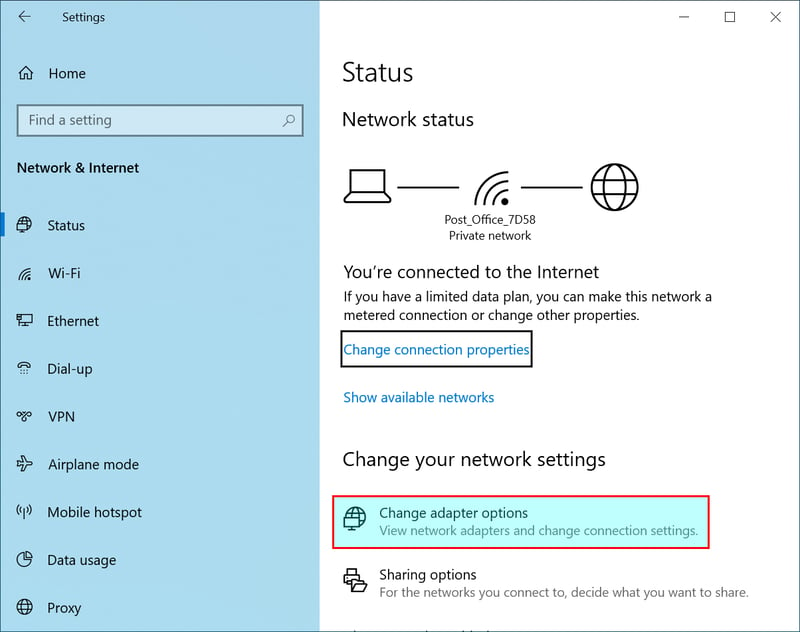 Settings
Home
Find a setting
Network & Internet
Status
Wi-Fi
Ethernet
Dial-up
VPN
Airplane mode
Mobile hotspot
Data usage
Proxy
Status
Network status
Post_Office_7D58
Private network
You're connected to the Internet
If you have a limited data plan, you can make this network a
metered connection or change other properties.
Change connection properties
Show available networks
Change your network settings
Change adapter options
View network adapters and change connection settings.
Sharing options
For the networks you connect to, decide what you want to share.